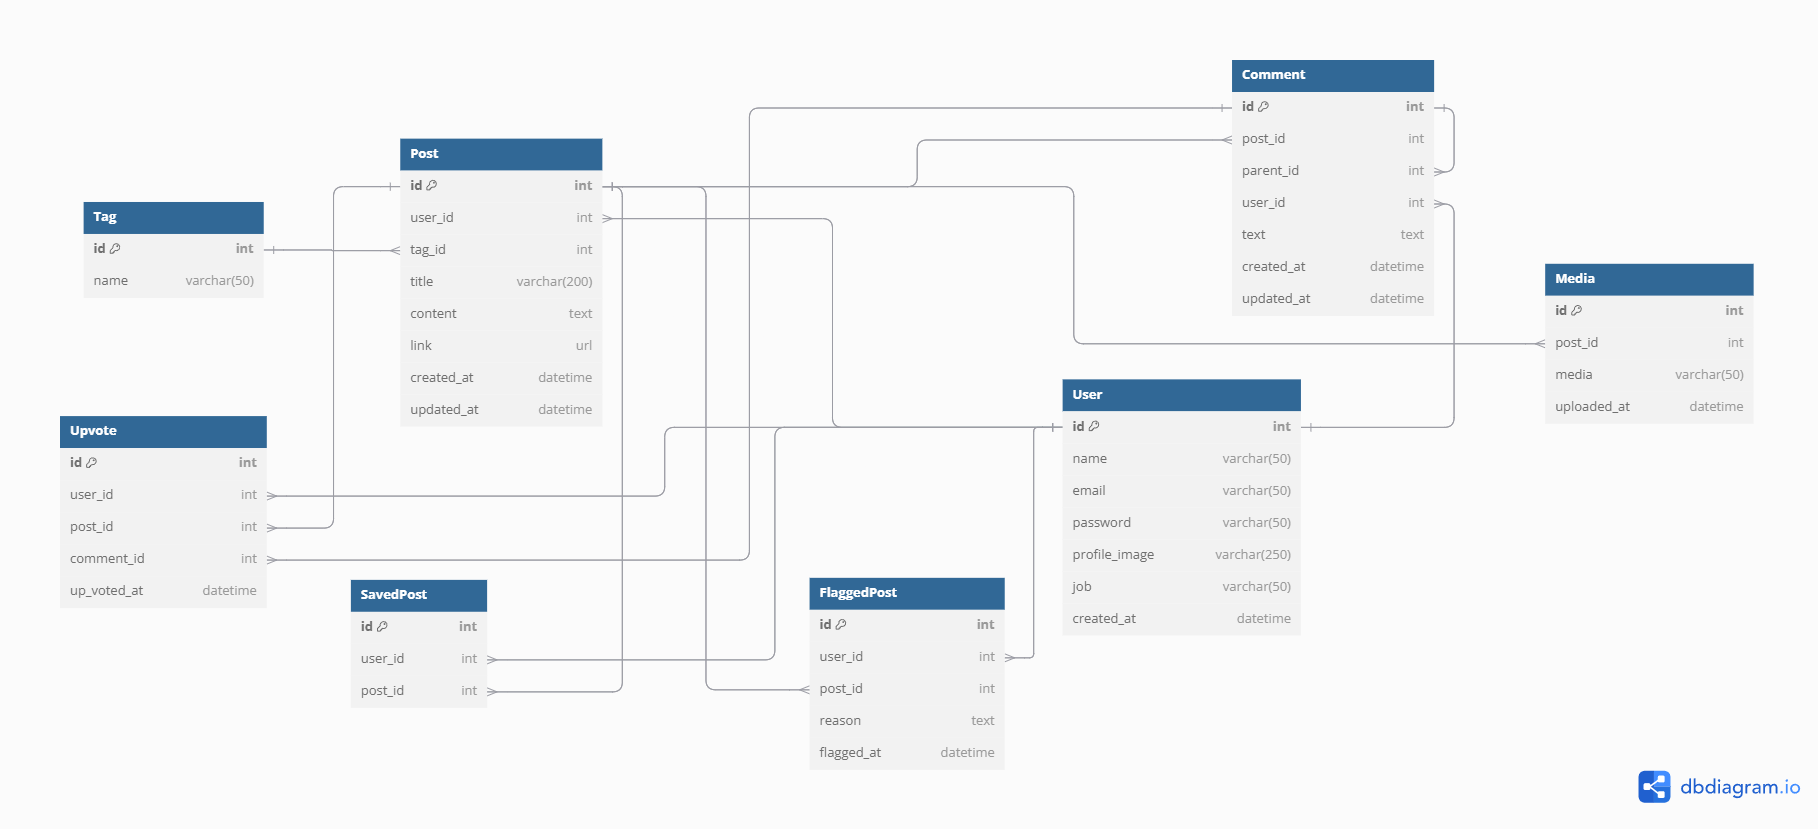 Comment
id int
post_id int
parent_id int
user_id int
text text
created_at datetime
updated_at datetime
Post
id int
user_id int
tag_id int
title varchar(200)
content text
link url
created_at datetime
updated_at datetime
Tag
id int
name varchar(50)
Media
id int
post_id int
media varchar(50)
uploaded_at datetime
User
id int
name varchar(50)
email varchar(50)
password varchar(50)
profile_image varchar(250)
job varchar(50)
created_at datetime
Upvote
id int
user_id int
post_id int
comment_id int
up_voted_at datetime
SavedPost
id int
user_id int
post_id int
FlaggedPost
id int
user_id int
post_id int
reason text
flagged_at datetime
dbdiagram.io